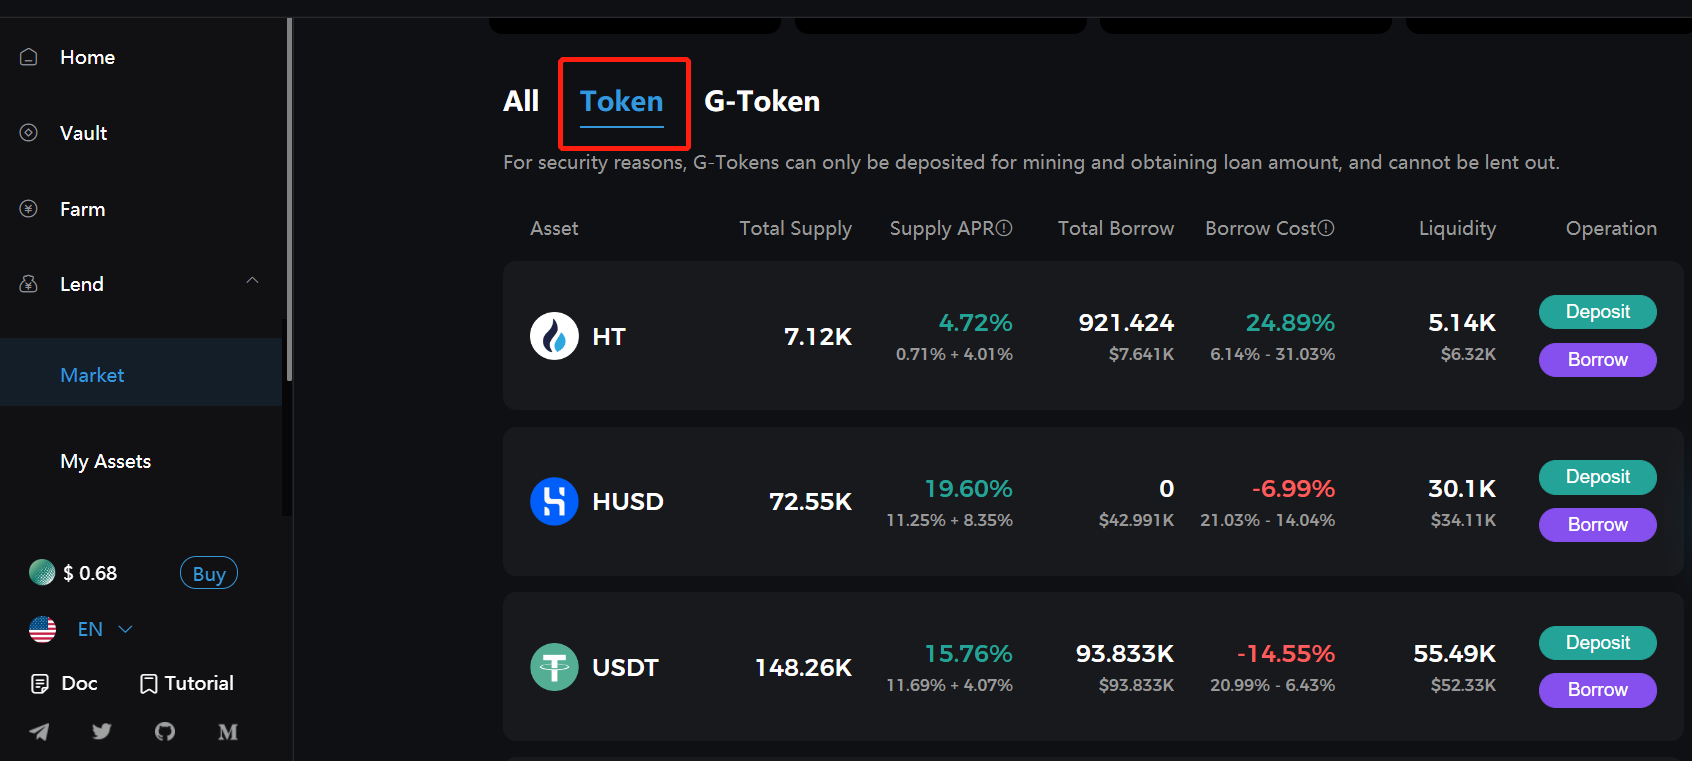 Home
Vault
Farm
Lend
Market
My Assets
$ 0.68 Buy
EN
Doc Tutorial
All Token G-Token
For security reasons, G-Tokens can only be deposited for mining and obtaining loan amount, and cannot be lent out.
Asset Total Supply Supply APR Total Borrow Borrow Cost Liquidity Operation
HT 7.12K 4.72% 921.424 24.89% 5.14K Deposit
0.71% + 4.01% $7.641K 6.14% - 31.03% $6.32K Borrow
HUSD 72.55K 19.60% 0 -6.99% 30.1K Deposit
11.25% + 8.35% $42.991K 21.03% - 14.04% $34.11K Borrow
USDT 148.26K 15.76% 93.833K -14.55% 55.49K Deposit
11.69% + 4.07% $93.833K 20.99% - 6.43% $52.33K Borrow